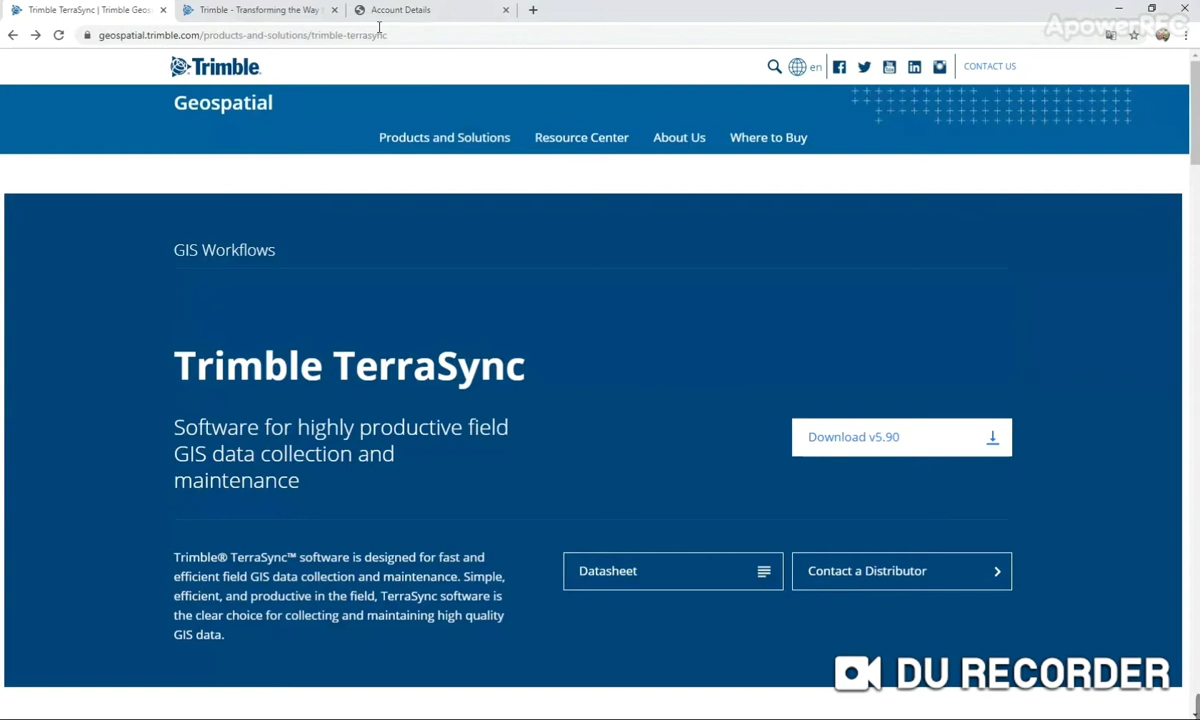 Trimble TerraSync | Trimble Geos
Trimble - Transforming the Way
Account Details
geospatial.trimble.com/products-and-solutions/trimble-terrasync
ApowerREC
Trimble.
en
CONTACT US
Geospatial
Products and Solutions
Resource Center
About Us
Where to Buy
GIS Workflows
Trimble TerraSync
Software for highly productive field
GIS data collection and
maintenance
Download v5.90
Trimble® TerraSync™ software is designed for fast and
efficient field GIS data collection and maintenance. Simple,
efficient, and productive in the field, TerraSync software is
the clear choice for collecting and maintaining high quality
GIS data.
Datasheet
Contact a Distributor
DU RECORDER